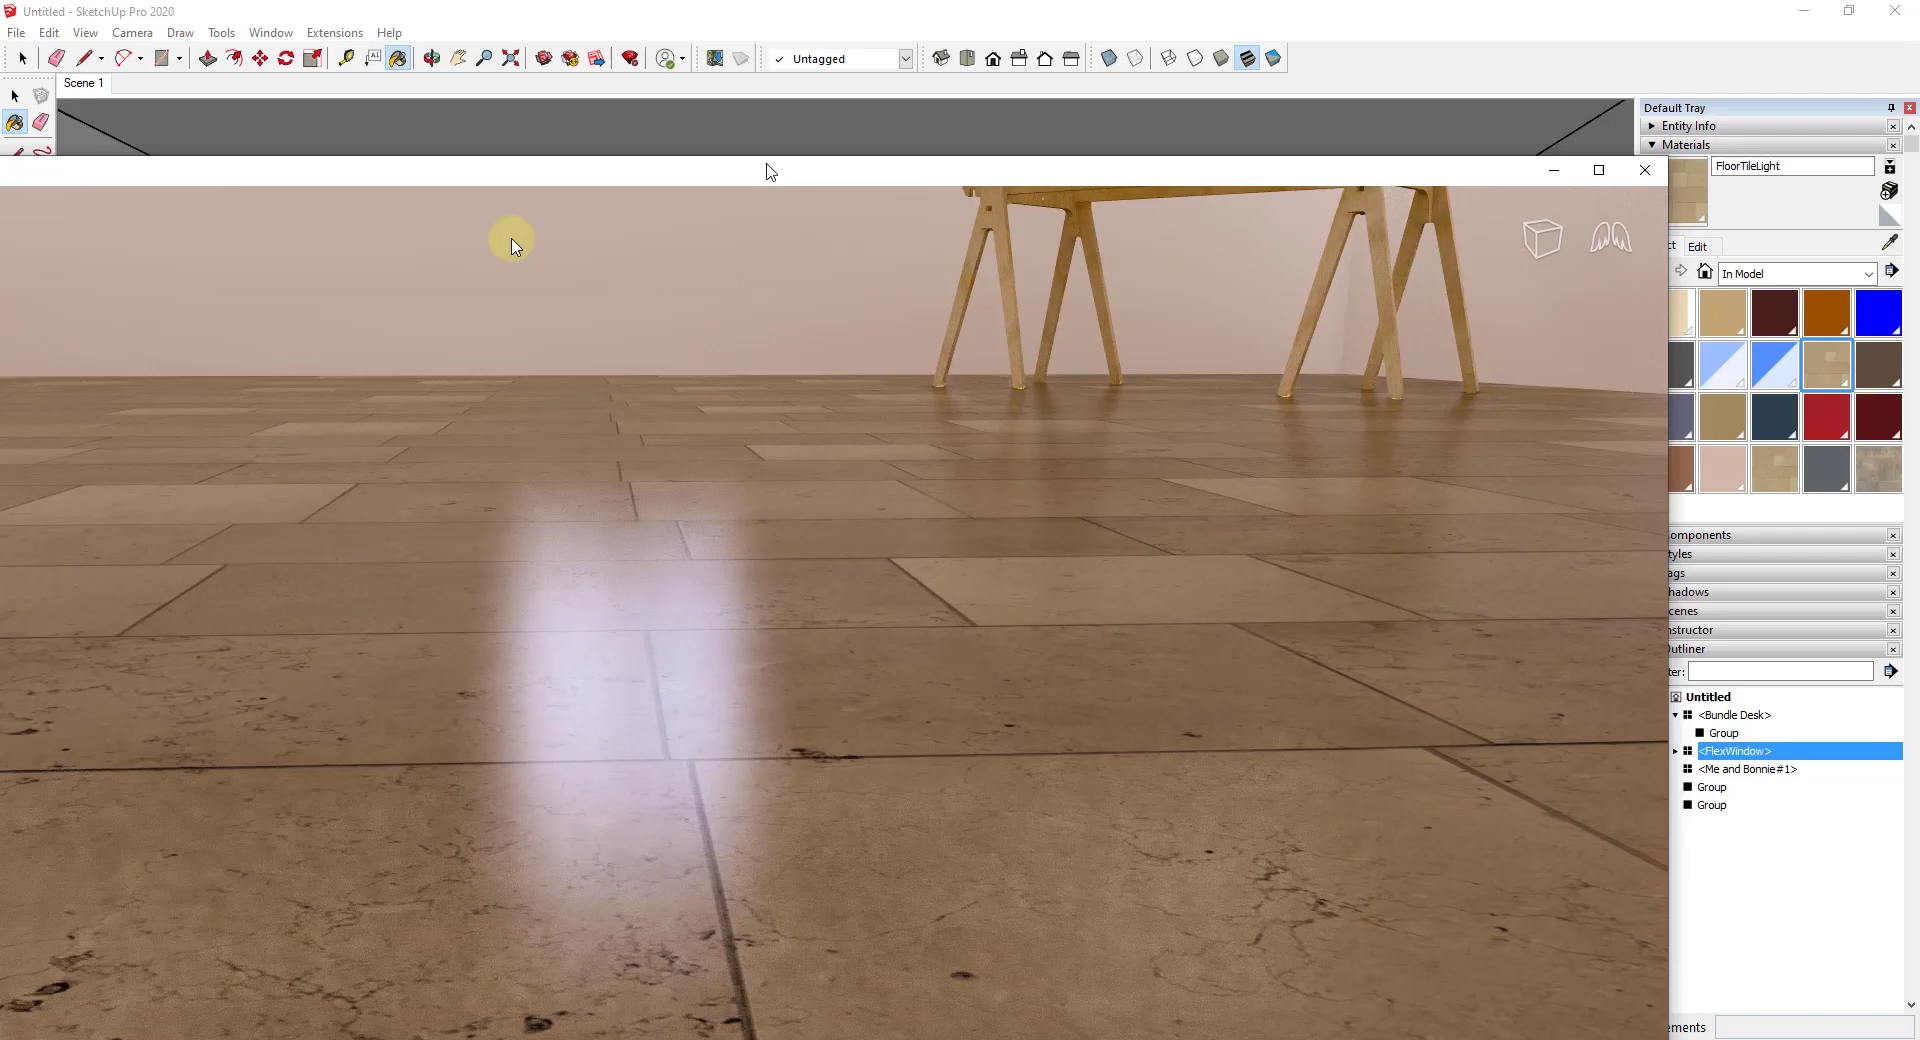 Untitled - SketchUp Pro 2020
File Edit View Camera Draw Tools Window Extensions Help
Untagged
Scene 1
Default Tray
Entity Info
Materials
FloorTileLight
ct Edit
In Model
omponents
tyles
ags
hadows
cenes
nstructor
utliner
ter:
Untitled
<Bundle Desk>
Group
<FlexWindow>
<Me and Bonnie#1>
Group
Group
ements